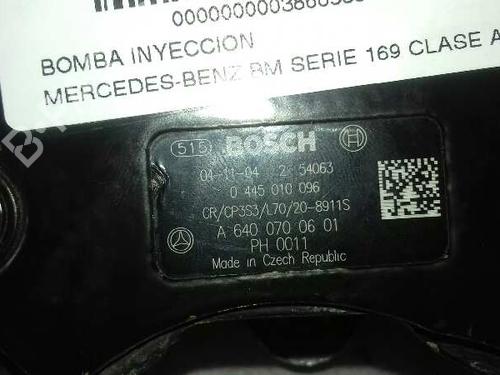 BOMBA INYECCION
MERCEDES-BENZ BM SERIE 169 CLASE A
515 BOSCH
04-11-04 2 54063
0 445 010 096
CR/CP3S3/L70/20-8911S
A 640 070 06 01
PH 0011
Made in Czech Republic